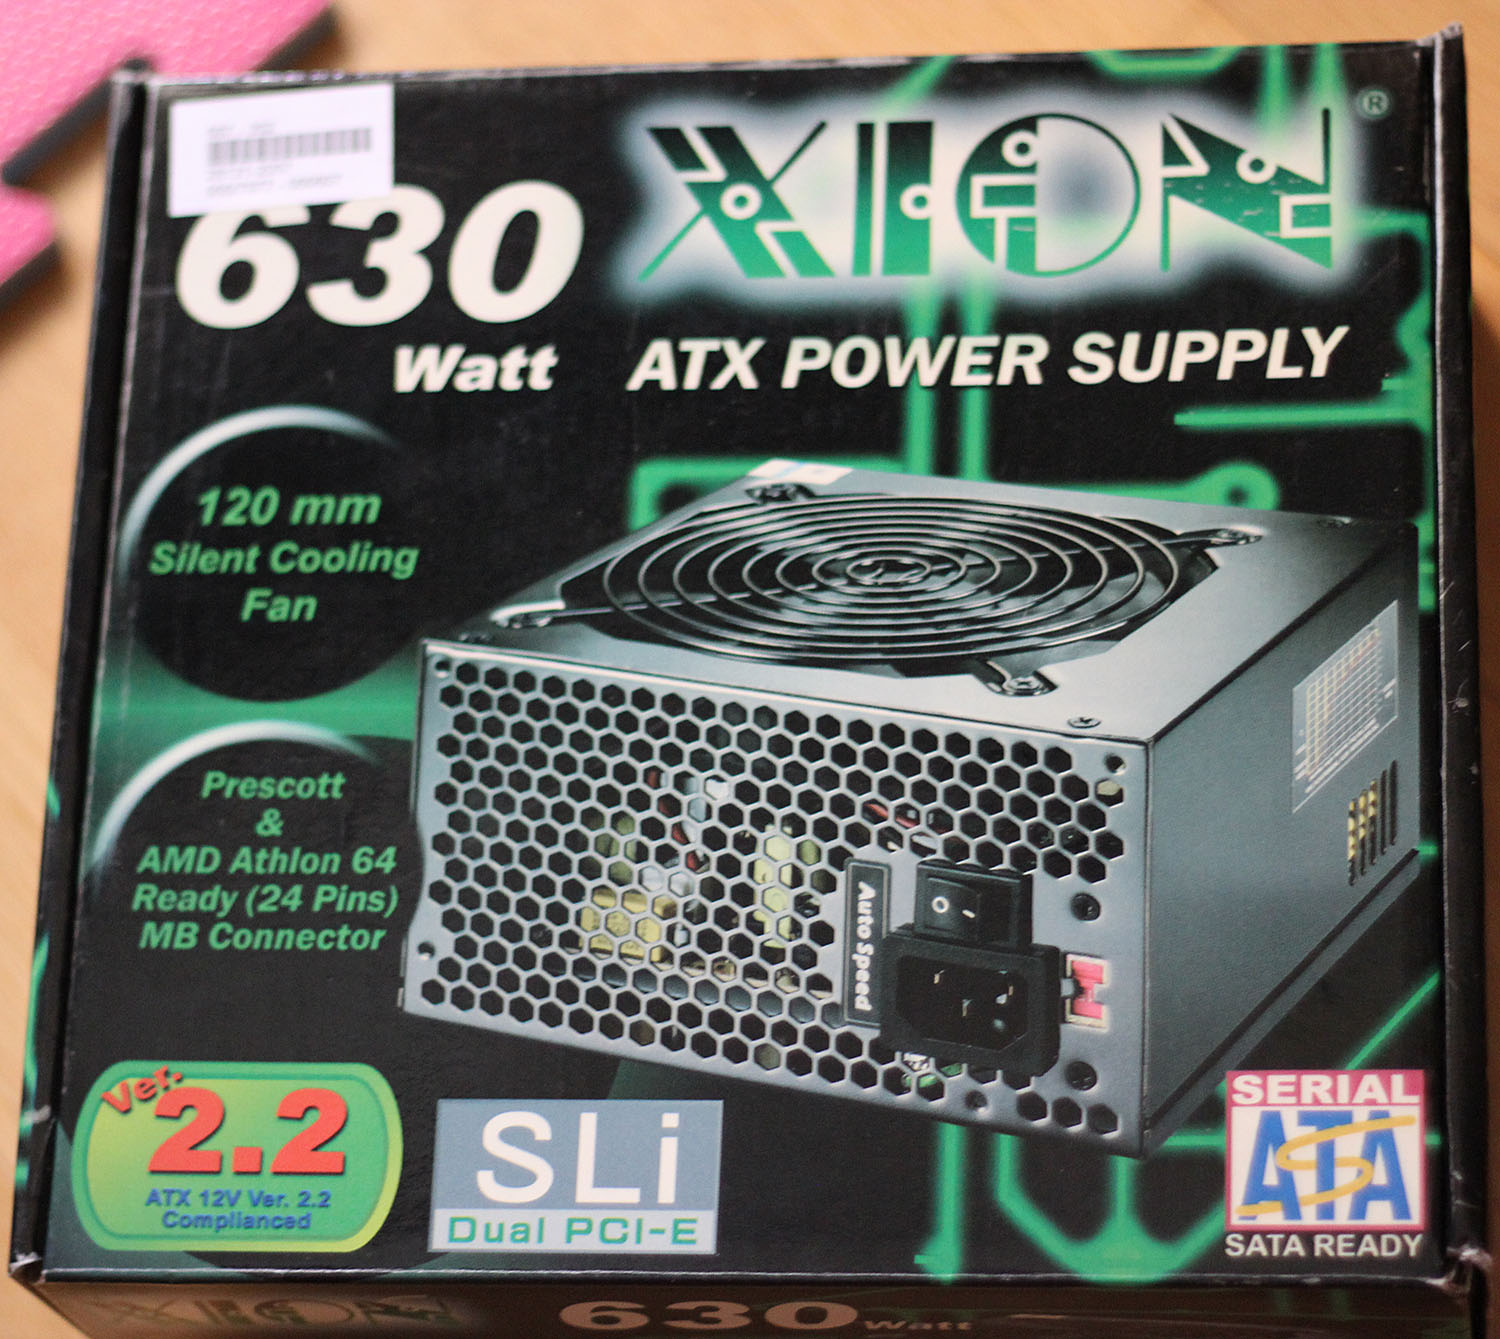 XION®
630
Watt
ATX POWER SUPPLY
120 mm
Silent Cooling
Fan
Prescott
&
AMD Athlon 64
Ready (24 Pins)
MB Connector
Auto Speed
Ver.
2.2
ATX 12V Ver. 2.2
Complianced
SLi
Dual PCI-E
SERIAL
ATA
SATA READY
XION
630 Watt